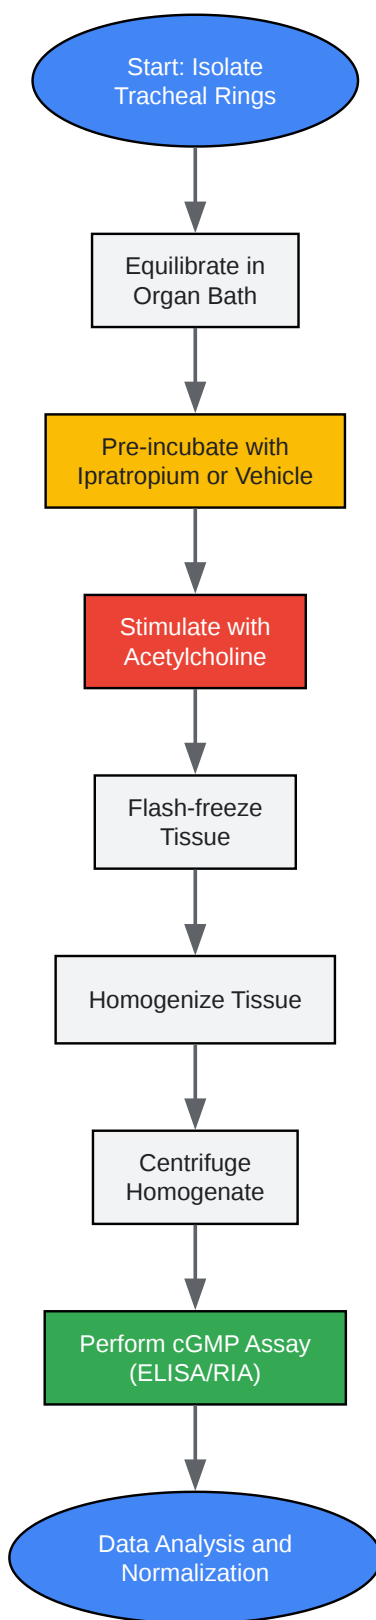 Start: Isolate
Tracheal Rings
Equilibrate in
Organ Bath
Pre-incubate with
Ipratropium or Vehicle
Stimulate with
Acetylcholine
Flash-freeze
Tissue
Homogenize Tissue
Centrifuge
Homogenate
Perform cGMP Assay
(ELISA/RIA)
Data Analysis and
Normalization